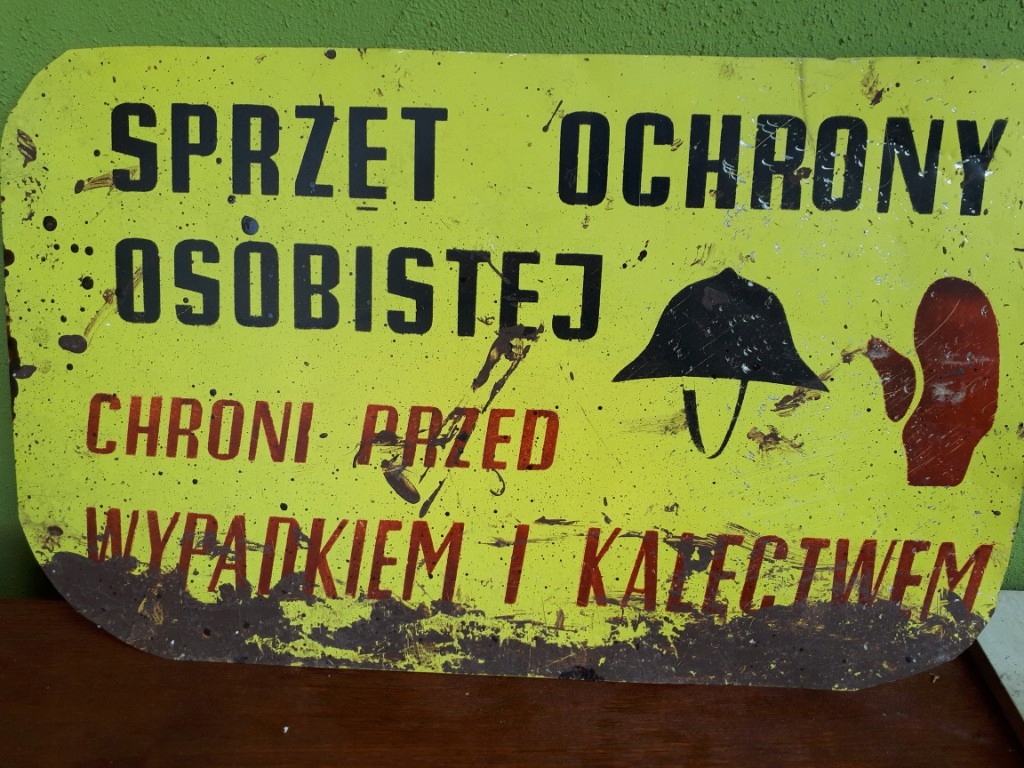 SPRZĘT OCHRONY
OSOBISTEJ
CHRONI PRZED
WYPADKIEM I KALECTWEM